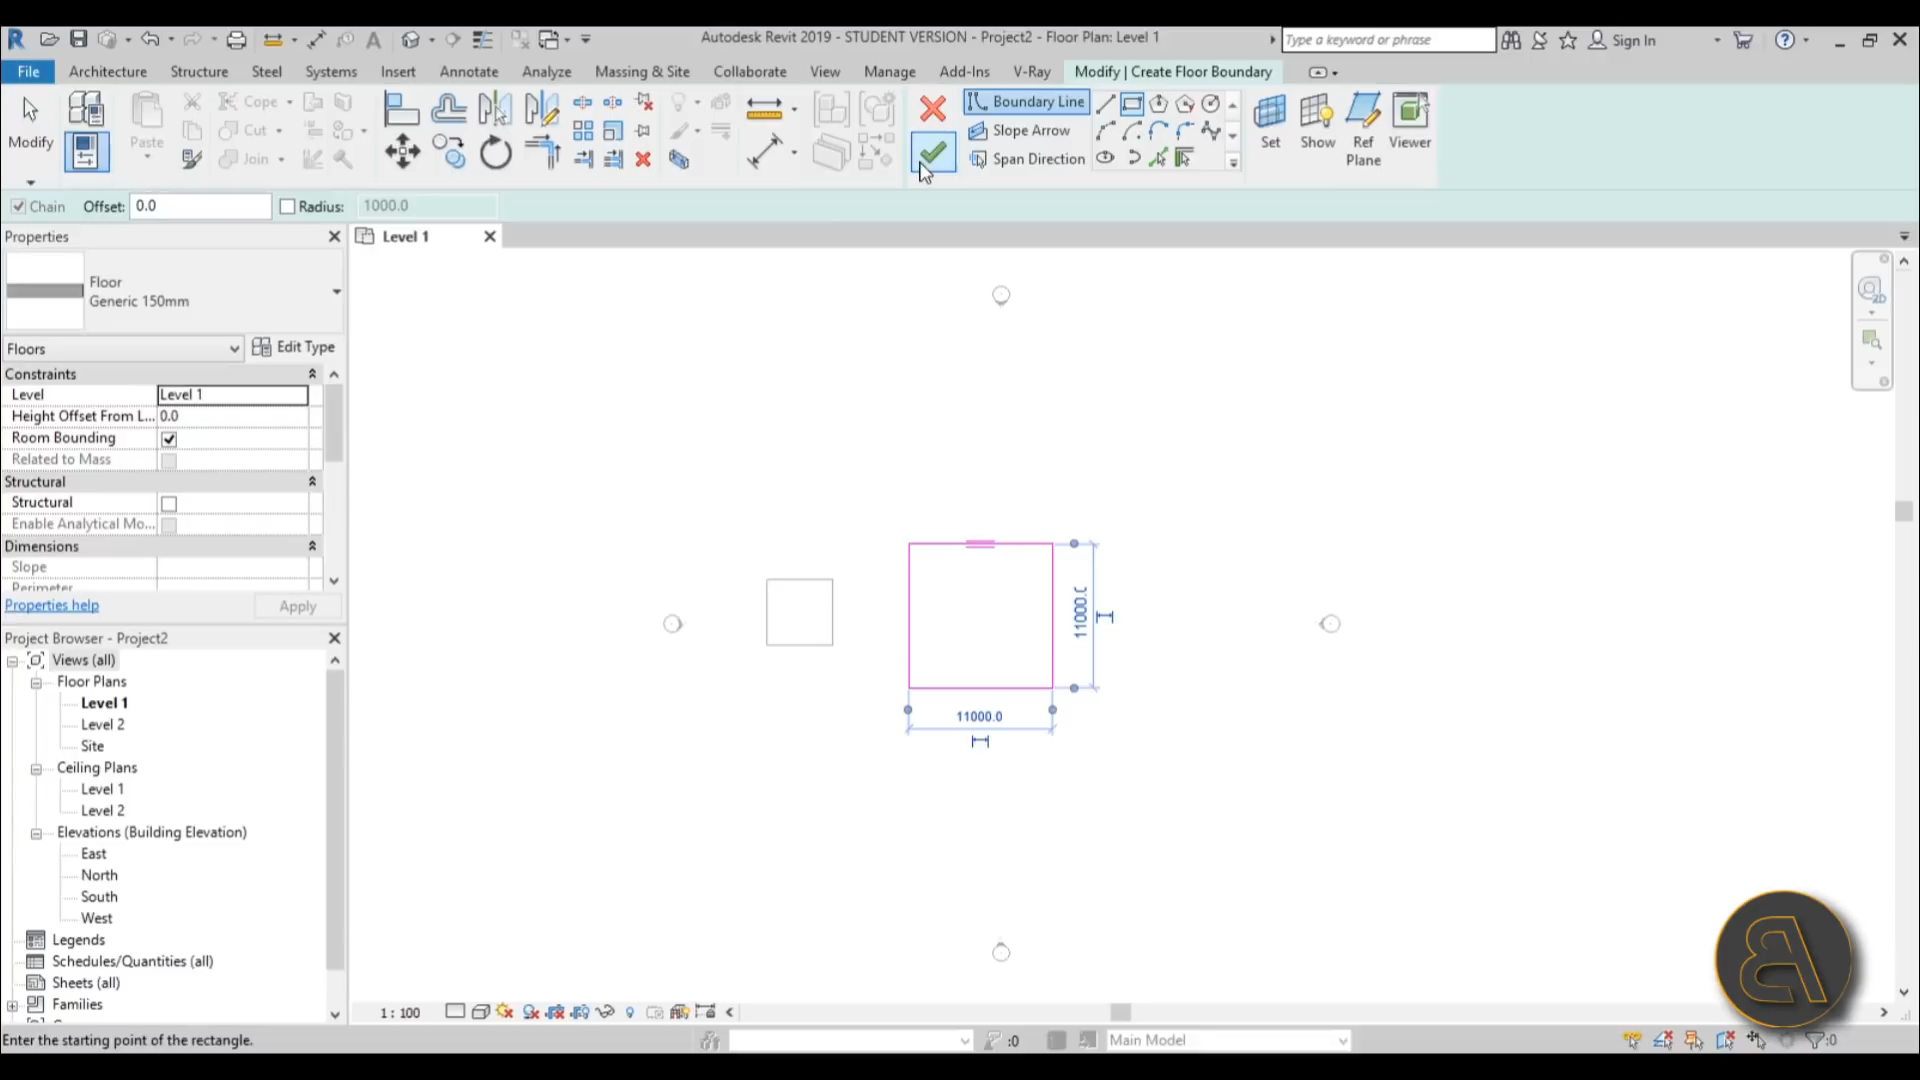 Autodesk Revit 2019 - STUDENT VERSION - Project2 - Floor Plan: Level 1
Type a keyword or phrase
Sign In
File Architecture Structure Steel Systems Insert Annotate Analyze Massing & Site Collaborate View Manage Add-Ins V-Ray Modify | Create Floor Boundary
Modify
Paste
Cope
Cut
Join
Boundary Line
Slope Arrow
Span Direction
Set
Show
Ref
Plane
Viewer
Chain Offset: 0.0 Radius: 1000.0
Properties
Level 1
Floor
Generic 150mm
Floors
Edit Type
Constraints
Level Level 1
Height Offset From L... 0.0
Room Bounding
Related to Mass
Structural
Structural
Enable Analytical Mo...
Dimensions
Slope
Perimeter
Properties help
Apply
Project Browser - Project2
Views (all)
Floor Plans
Level 1
Level 2
Site
Ceiling Plans
Level 1
Level 2
Elevations (Building Elevation)
East
North
South
West
Legends
Schedules/Quantities (all)
Sheets (all)
Families
11000.0
11000.0
1 : 100
Enter the starting point of the rectangle.
:0
Main Model
:0